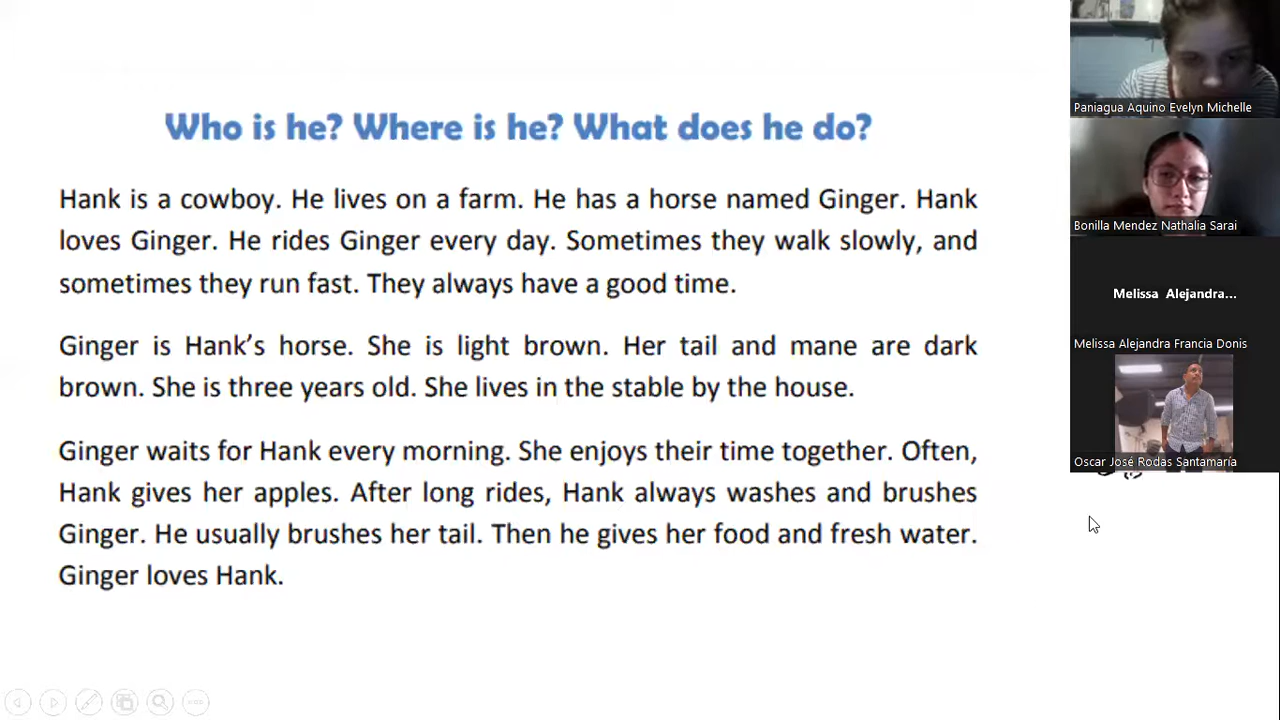 Who is he? Where is he? What does he do?
Hank is a cowboy. He lives on a farm. He has a horse named Ginger. Hank
loves Ginger. He rides Ginger every day. Sometimes they walk slowly, and
sometimes they run fast. They always have a good time.
Ginger is Hank’s horse. She is light brown. Her tail and mane are dark
brown. She is three years old. She lives in the stable by the house.
Ginger waits for Hank every morning. She enjoys their time together. Often,
Hank gives her apples. After long rides, Hank always washes and brushes
Ginger. He usually brushes her tail. Then he gives her food and fresh water.
Ginger loves Hank.
Paniagua Aquino Evelyn Michelle
Bonilla Mendez Nathalia Sarai
Melissa Alejandra...
Melissa Alejandra Francia Donis
Oscar José Rodas Santamaría